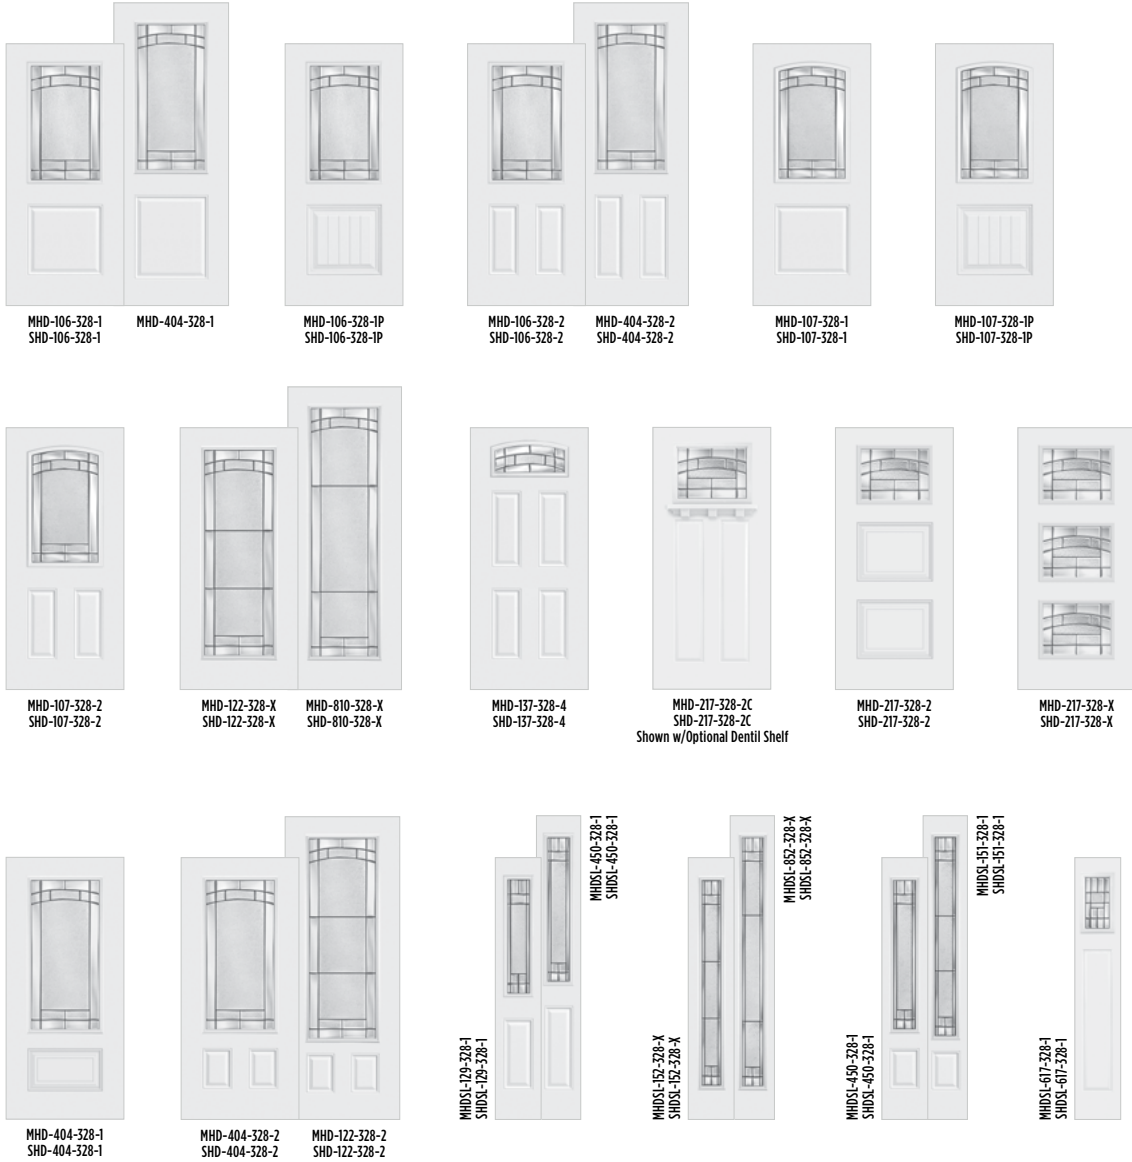 MHD-106-328-1
SHD-106-328-1
MHD-404-328-1
MHD-106-328-1P
SHD-106-328-1P
MHD-106-328-2
SHD-106-328-2
MHD-404-328-2
SHD-404-328-2
MHD-107-328-1
SHD-107-328-1
MHD-107-328-1P
SHD-107-328-1P
MHD-107-328-2
SHD-107-328-2
MHD-122-328-X
SHD-122-328-X
MHD-810-328-X
SHD-810-328-X
MHD-137-328-4
SHD-137-328-4
MHD-217-328-2C
SHD-217-328-2C
Shown w/Optional Dentil Shelf
MHD-217-328-2
SHD-217-328-2
MHD-217-328-X
SHD-217-328-X
MHD-404-328-1
SHD-404-328-1
MHD-404-328-2
SHD-404-328-2
MHD-122-328-2
SHD-122-328-2
MHDSL-129-328-1
SHDSL-129-328-1
MHDSL-450-328-1
SHDSL-450-328-1
MHDSL-152-328-X
SHDSL-152-328-X
MHDSL-852-328-X
SHDSL-852-328-X
MHDSL-450-328-1
SHDSL-450-328-1
MHDSL-151-328-1
SHDSL-151-328-1
MHDSL-617-328-1
SHDSL-617-328-1